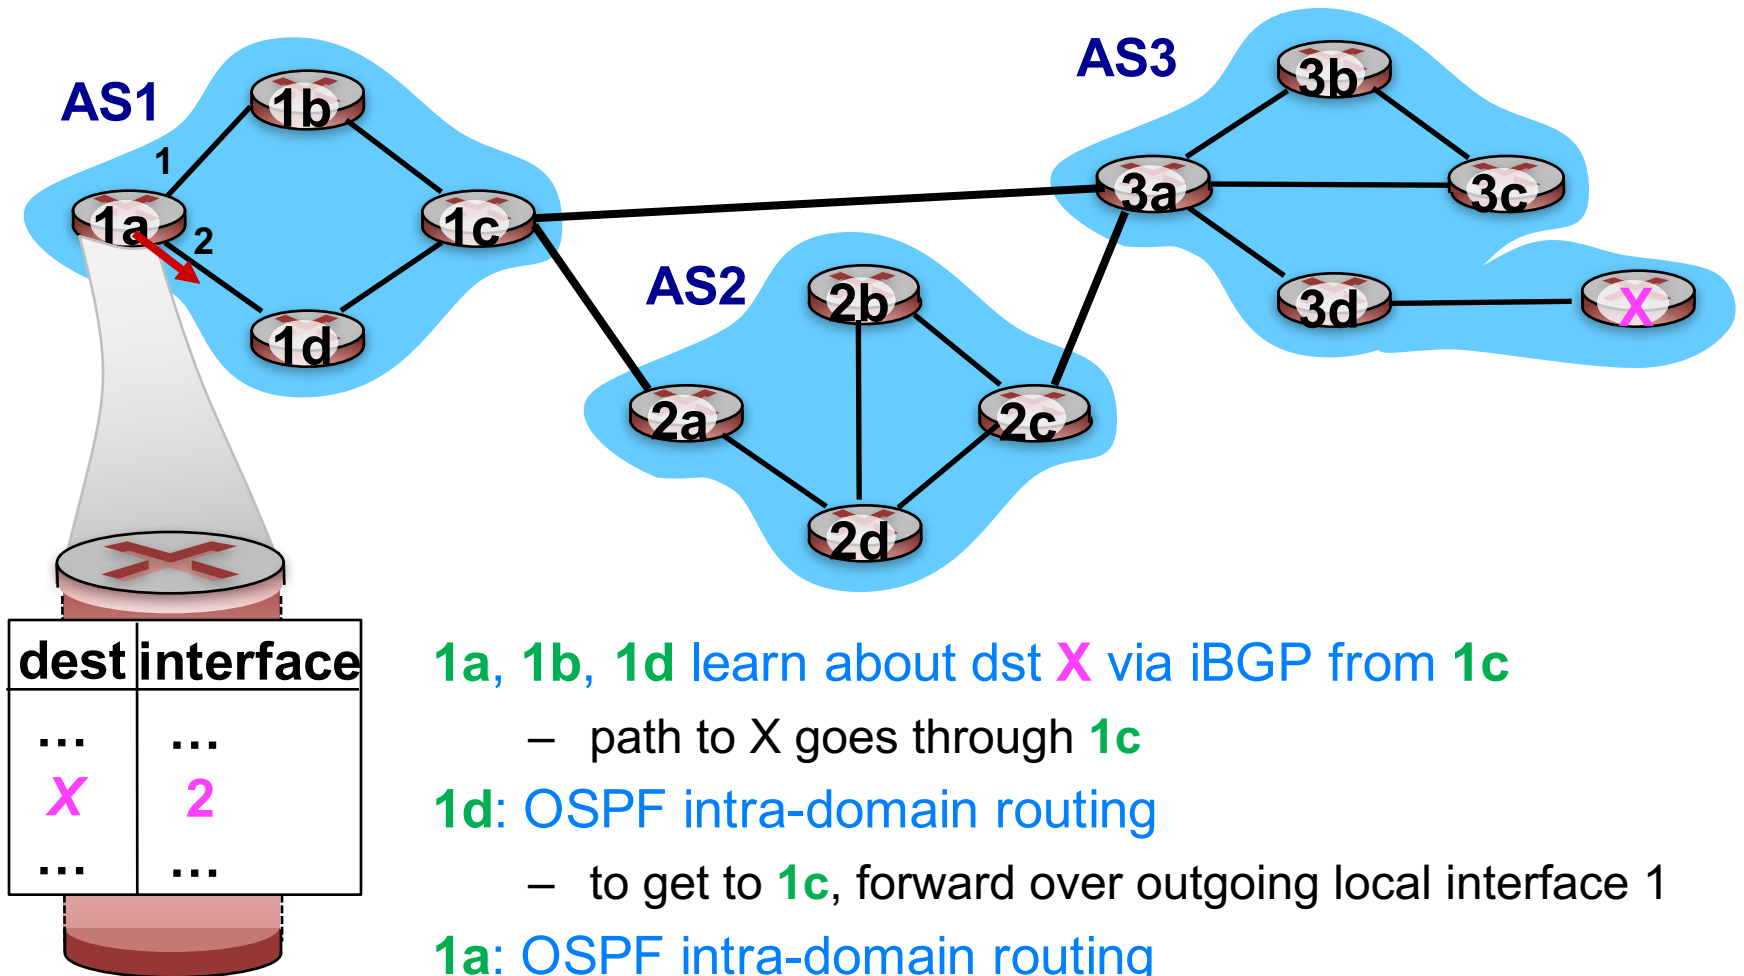 AS1
1b
1
1a
2
1c
1d
AS3
3b
3a
3c
3d
X
AS2
2b
2a
2c
2d
dest interface
... ...
X 2
... ...
1a, 1b, 1d learn about dst X via iBGP from 1c
– path to X goes through 1c
1d: OSPF intra-domain routing
– to get to 1c, forward over outgoing local interface 1
1a: OSPF intra-domain routing